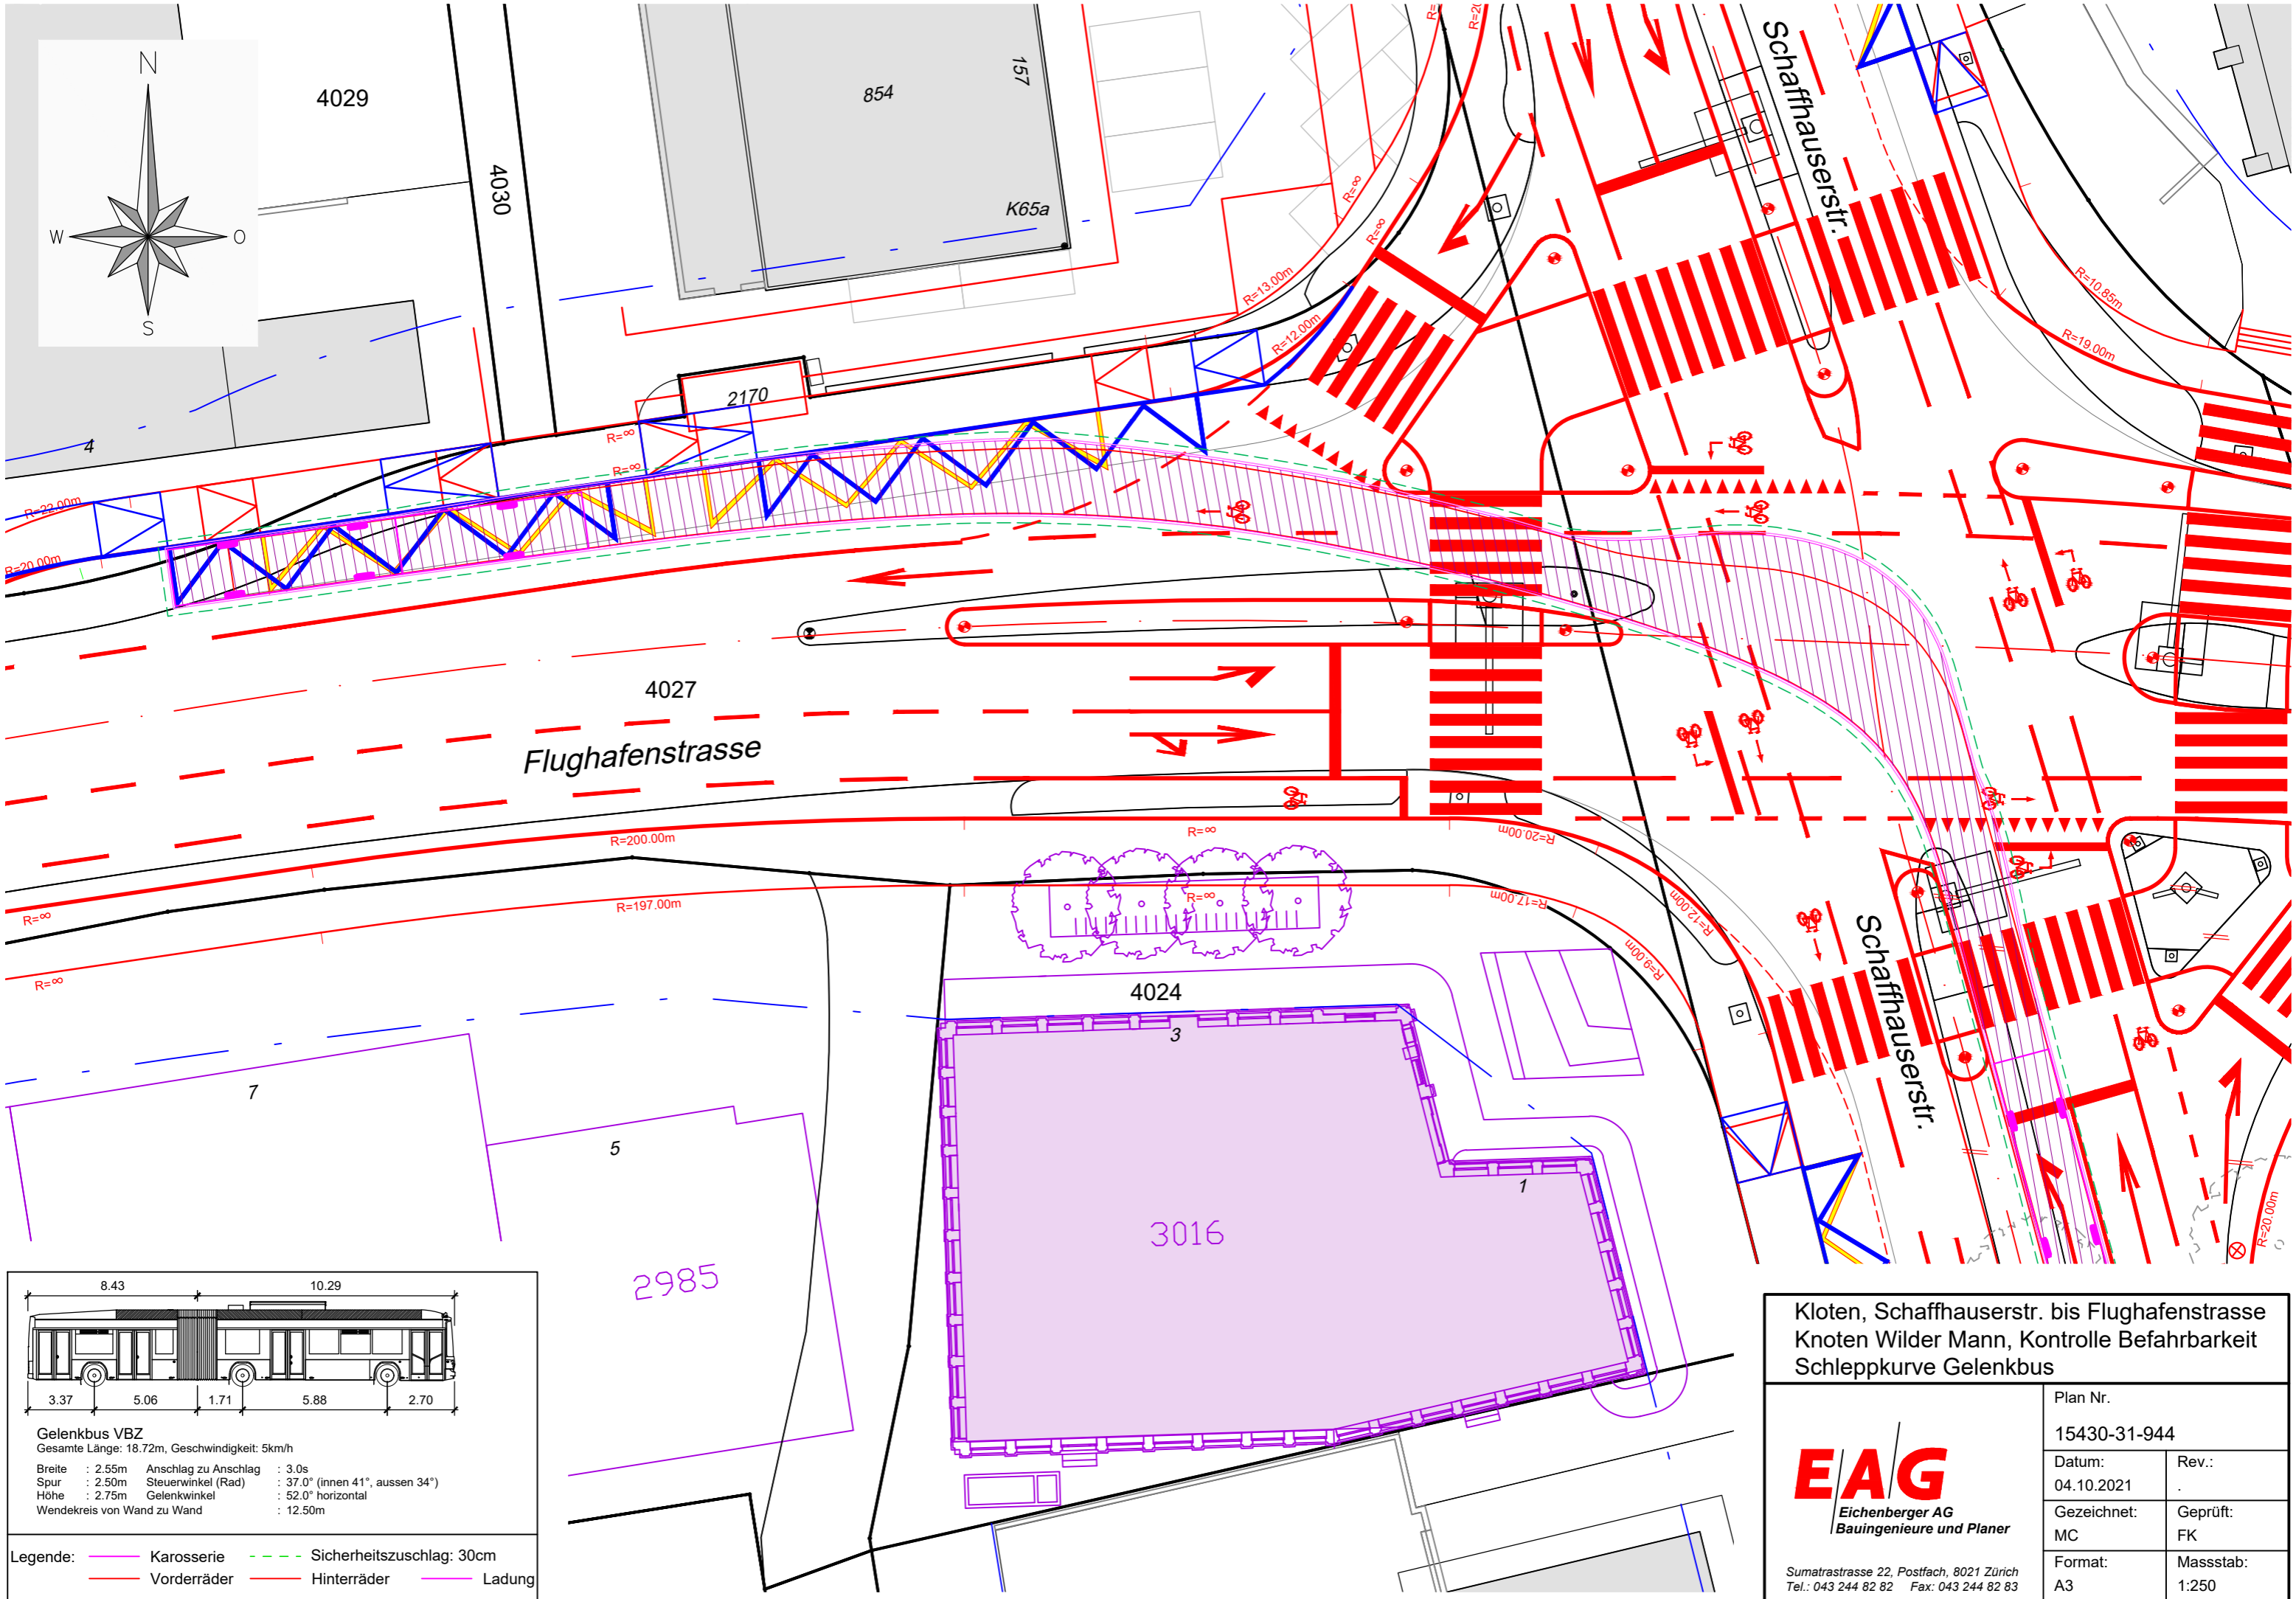 N
W
O
S
4029
4030
854
157
K65a
4
2170
R=∞
R=∞
R=∞
R=∞
R=13.00m
R=12.00m
R=22.00m
R=20.00m
Schaffhauserstr.
R=10.85m
R=19.00m
4027
Flughafenstrasse
R=200.00m
R=∞
R=20.00m
R=197.00m
R=∞
R=17.00m
R=12.00m
R=9.00m
R=∞
R=∞
Schaffhauserstr.
R=20.00m
4024
3
1
3016
7
5
2985
8.43
10.29
3.37
5.06
1.71
5.88
2.70
Gelenkbus VBZ
Gesamte Länge: 18.72m, Geschwindigkeit: 5km/h
Breite : 2.55m Anschlag zu Anschlag : 3.0s
Spur : 2.50m Steuerwinkel (Rad) : 37.0° (innen 41°, aussen 34°)
Höhe : 2.75m Gelenkwinkel : 52.0° horizontal
Wendekreis von Wand zu Wand : 12.50m
Legende: Karosserie Sicherheitszuschlag: 30cm
Vorderräder Hinterräder Ladung
Kloten, Schaffhauserstr. bis Flughafenstrasse
Knoten Wilder Mann, Kontrolle Befahrbarkeit
Schleppkurve Gelenkbus
EAG
Eichenberger AG
Bauingenieure und Planer
Sumatrastrasse 22, Postfach, 8021 Zürich
Tel.: 043 244 82 82 Fax: 043 244 82 83
Plan Nr.
15430-31-944
Datum: Rev.:
04.10.2021 .
Gezeichnet: Geprüft:
MC FK
Format: Massstab:
A3 1:250